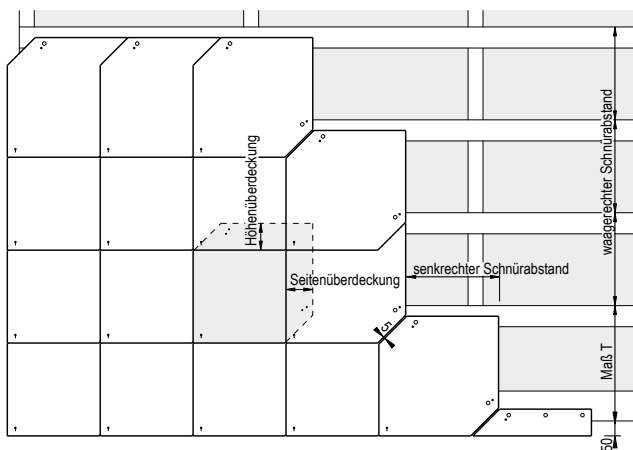 Höhenüberdeckung
waagerechter Schnürabstand
senkrechter Schnürabstand
Seitenüberdeckung
5
Maß T
50